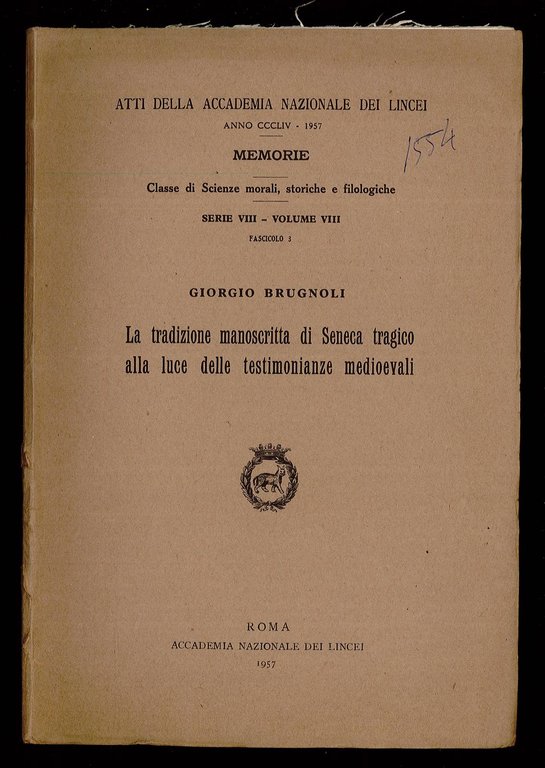 ATTI DELLA ACCADEMIA NAZIONALE DEI LINCEI
ANNO CCCLIV - 1957
MEMORIE
1554
Classe di Scienze morali, storiche e filologiche
SERIE VIII - VOLUME VIII
FASCICOLO 3
GIORGIO BRUGNOLI
La tradizione manoscritta di Seneca tragico
alla luce delle testimonianze medioevali
ROMA
ACCADEMIA NAZIONALE DEI LINCEI
1957